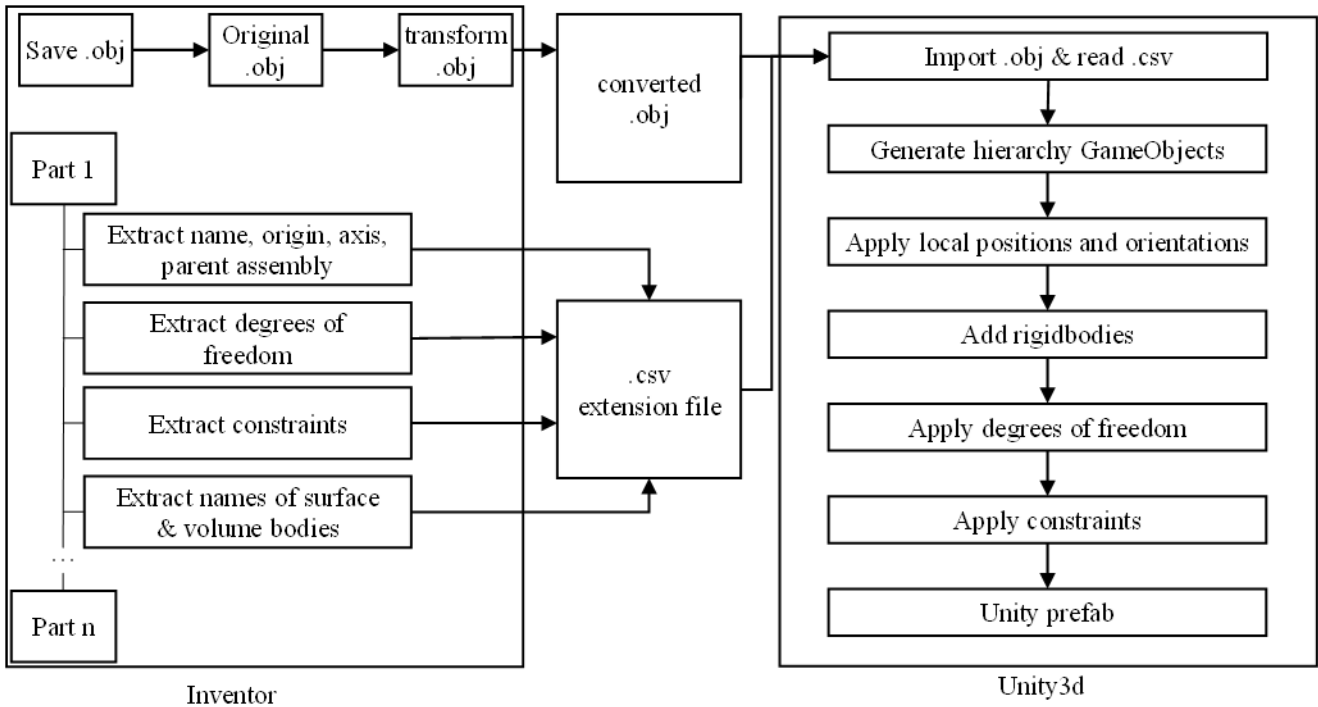 Save .obj
Original
.obj
transform
.obj
converted
.obj
Part 1
Extract name, origin, axis,
parent assembly
Extract degrees of
freedom
Extract constraints
Extract names of surface
& volume bodies
...
Part n
Inventor
.csv
extension file
Import .obj & read .csv
Generate hierarchy GameObjects
Apply local positions and orientations
Add rigidbodies
Apply degrees of freedom
Apply constraints
Unity prefab
Unity3d